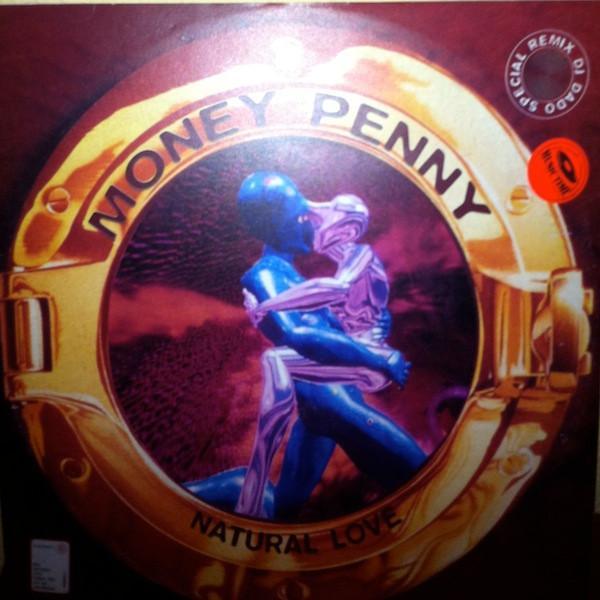 SPECIAL REMIX DJ DADO
MONEY PENNY
NATURAL LOVE